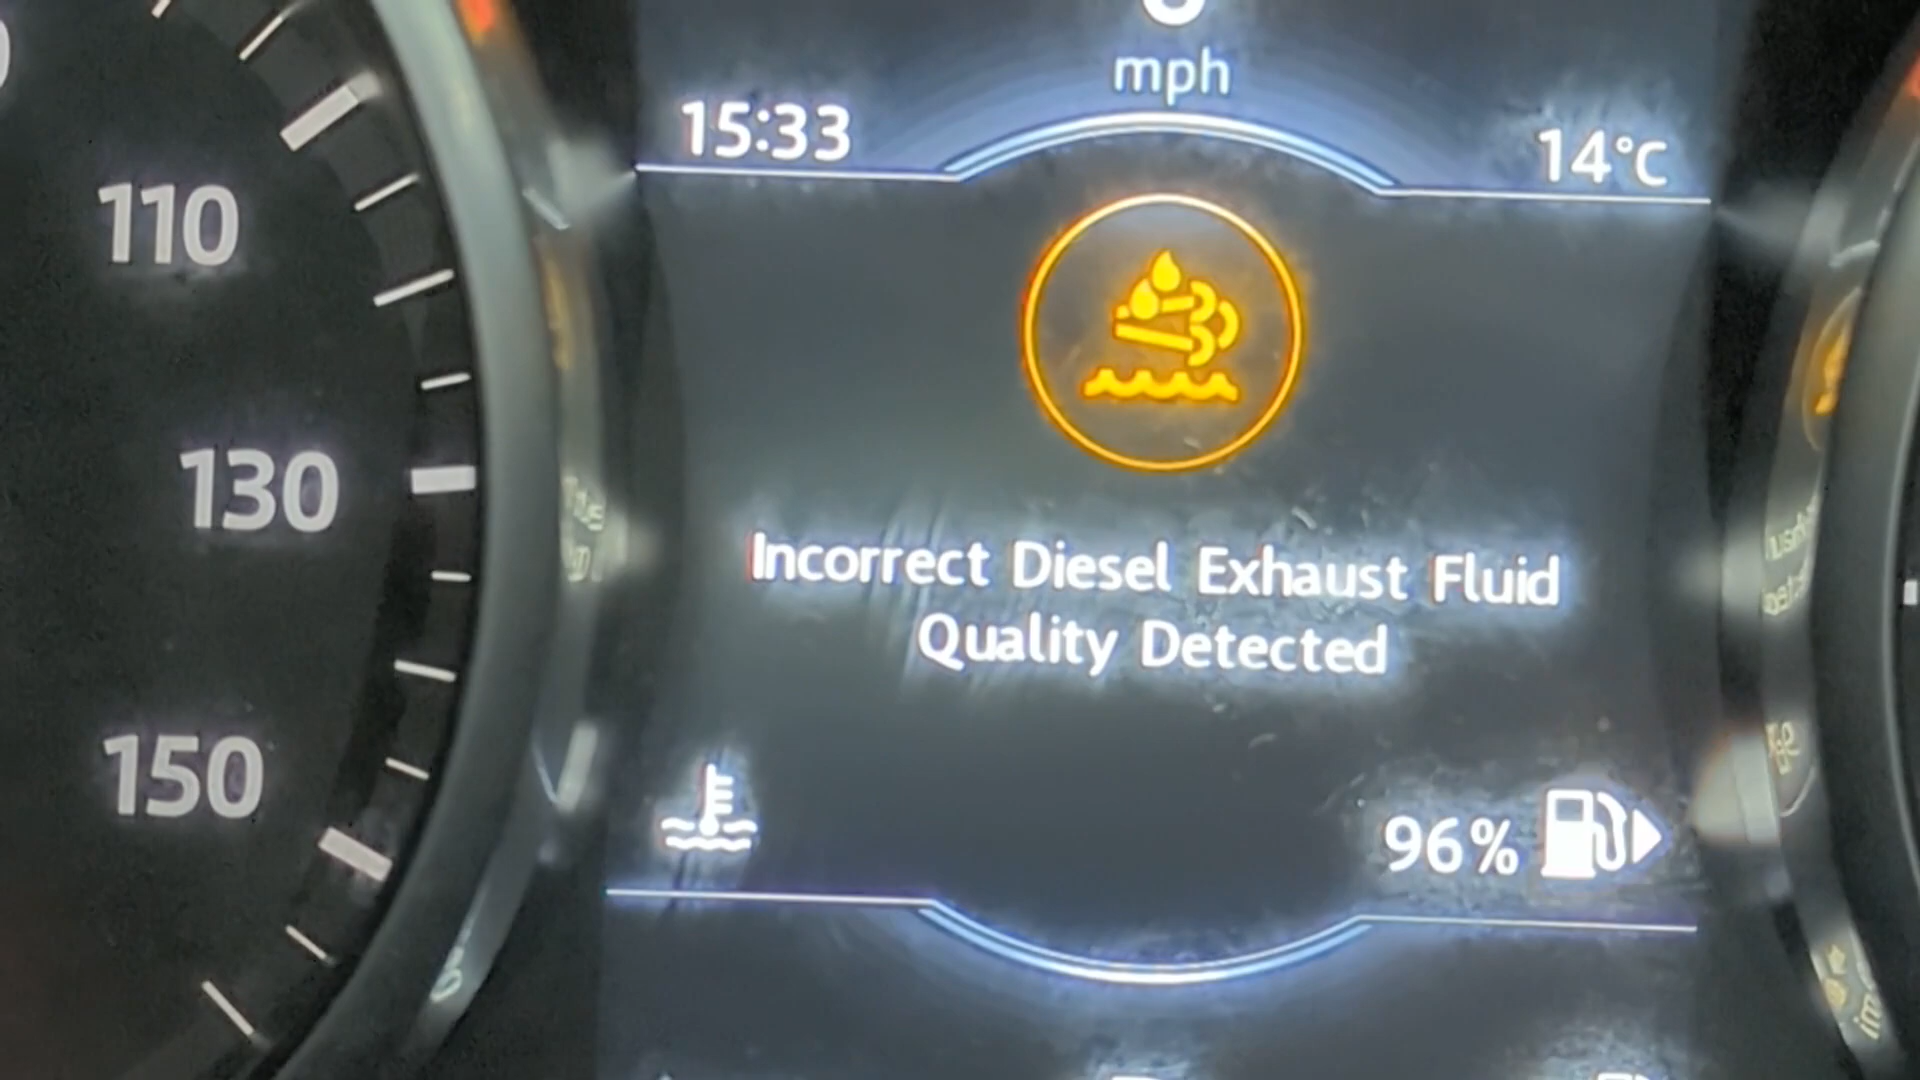 mph
15:33
14°C
110
130
150
Incorrect Diesel Exhaust Fluid
Quality Detected
96%